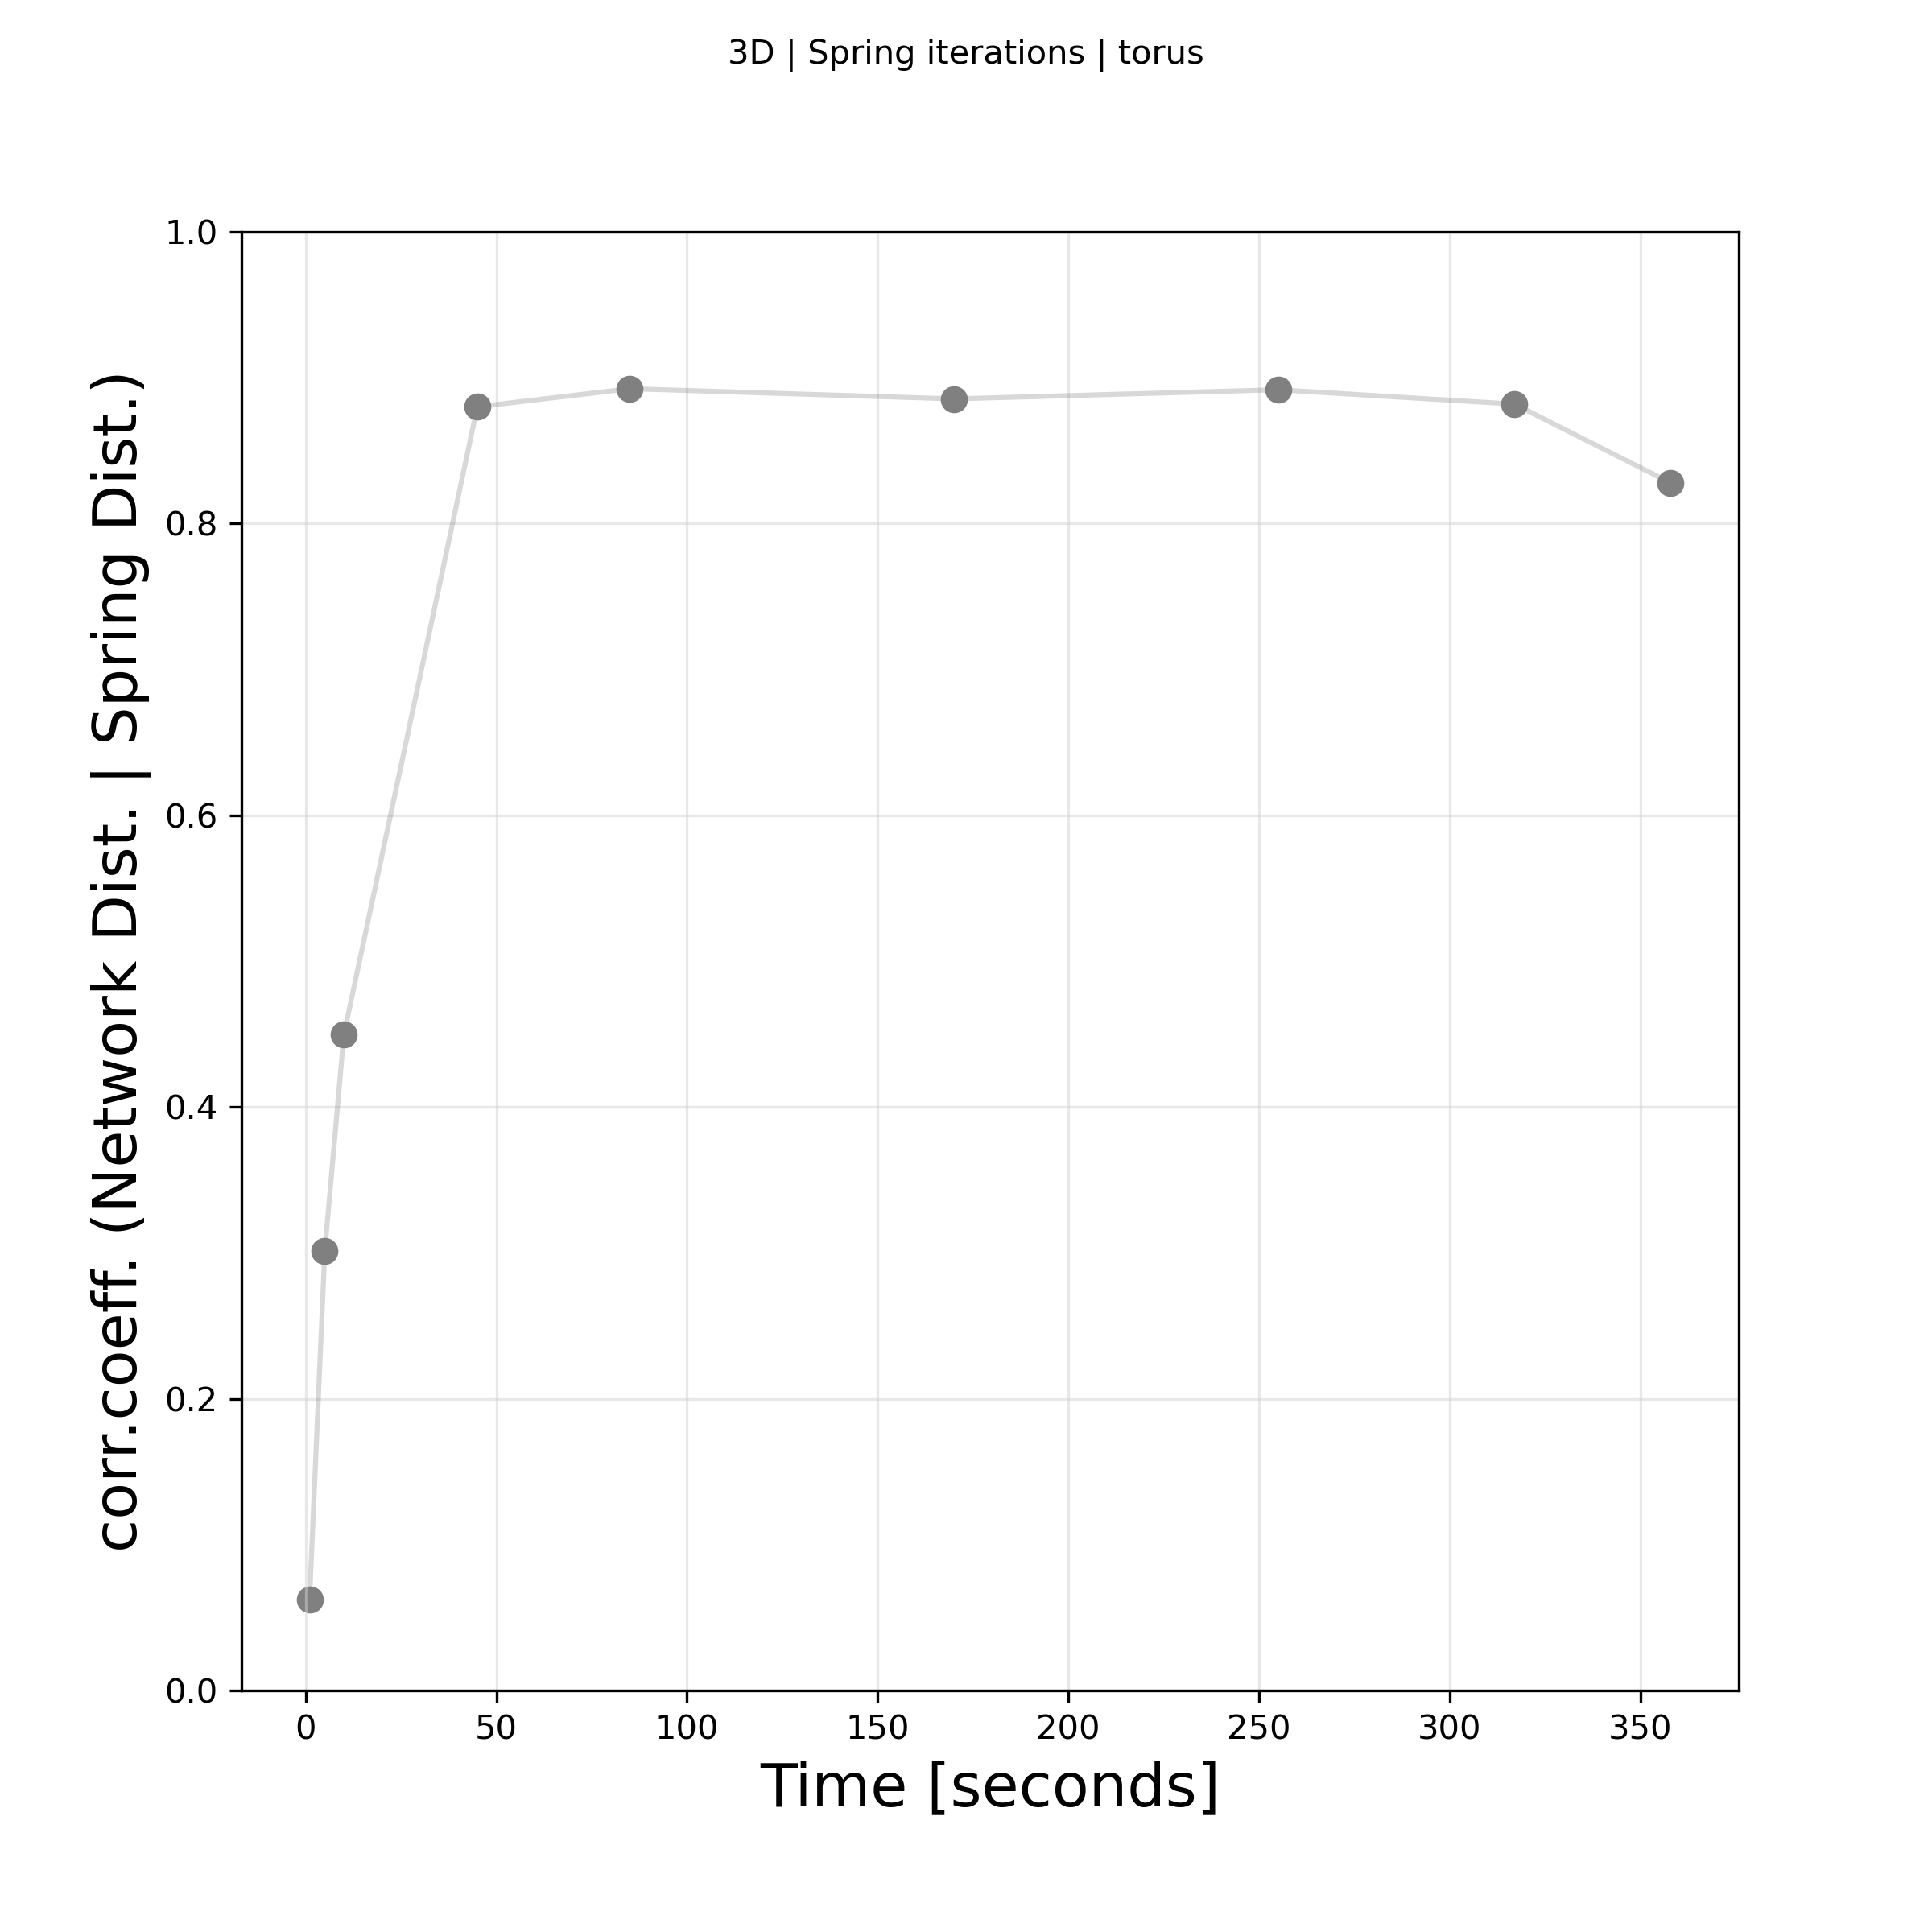 3D | Spring iterations | torus
corr.coeff. (Network Dist. | Spring Dist.)
1.0
0.8
0.6
0.4
0.2
0.0
0 50 100 150 200 250 300 350
Time [seconds]